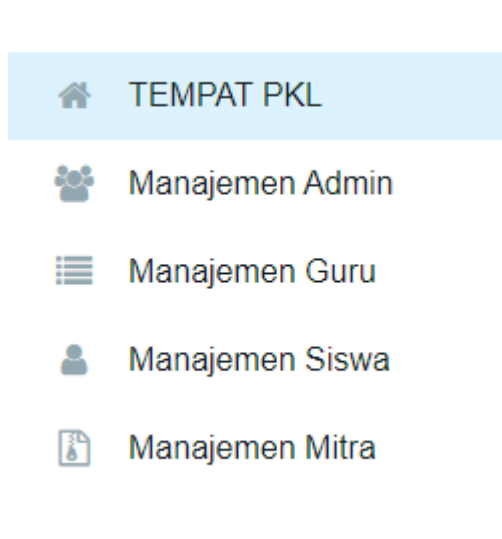 TEMPAT PKL
Manajemen Admin
Manajemen Guru
Manajemen Siswa
Manajemen Mitra